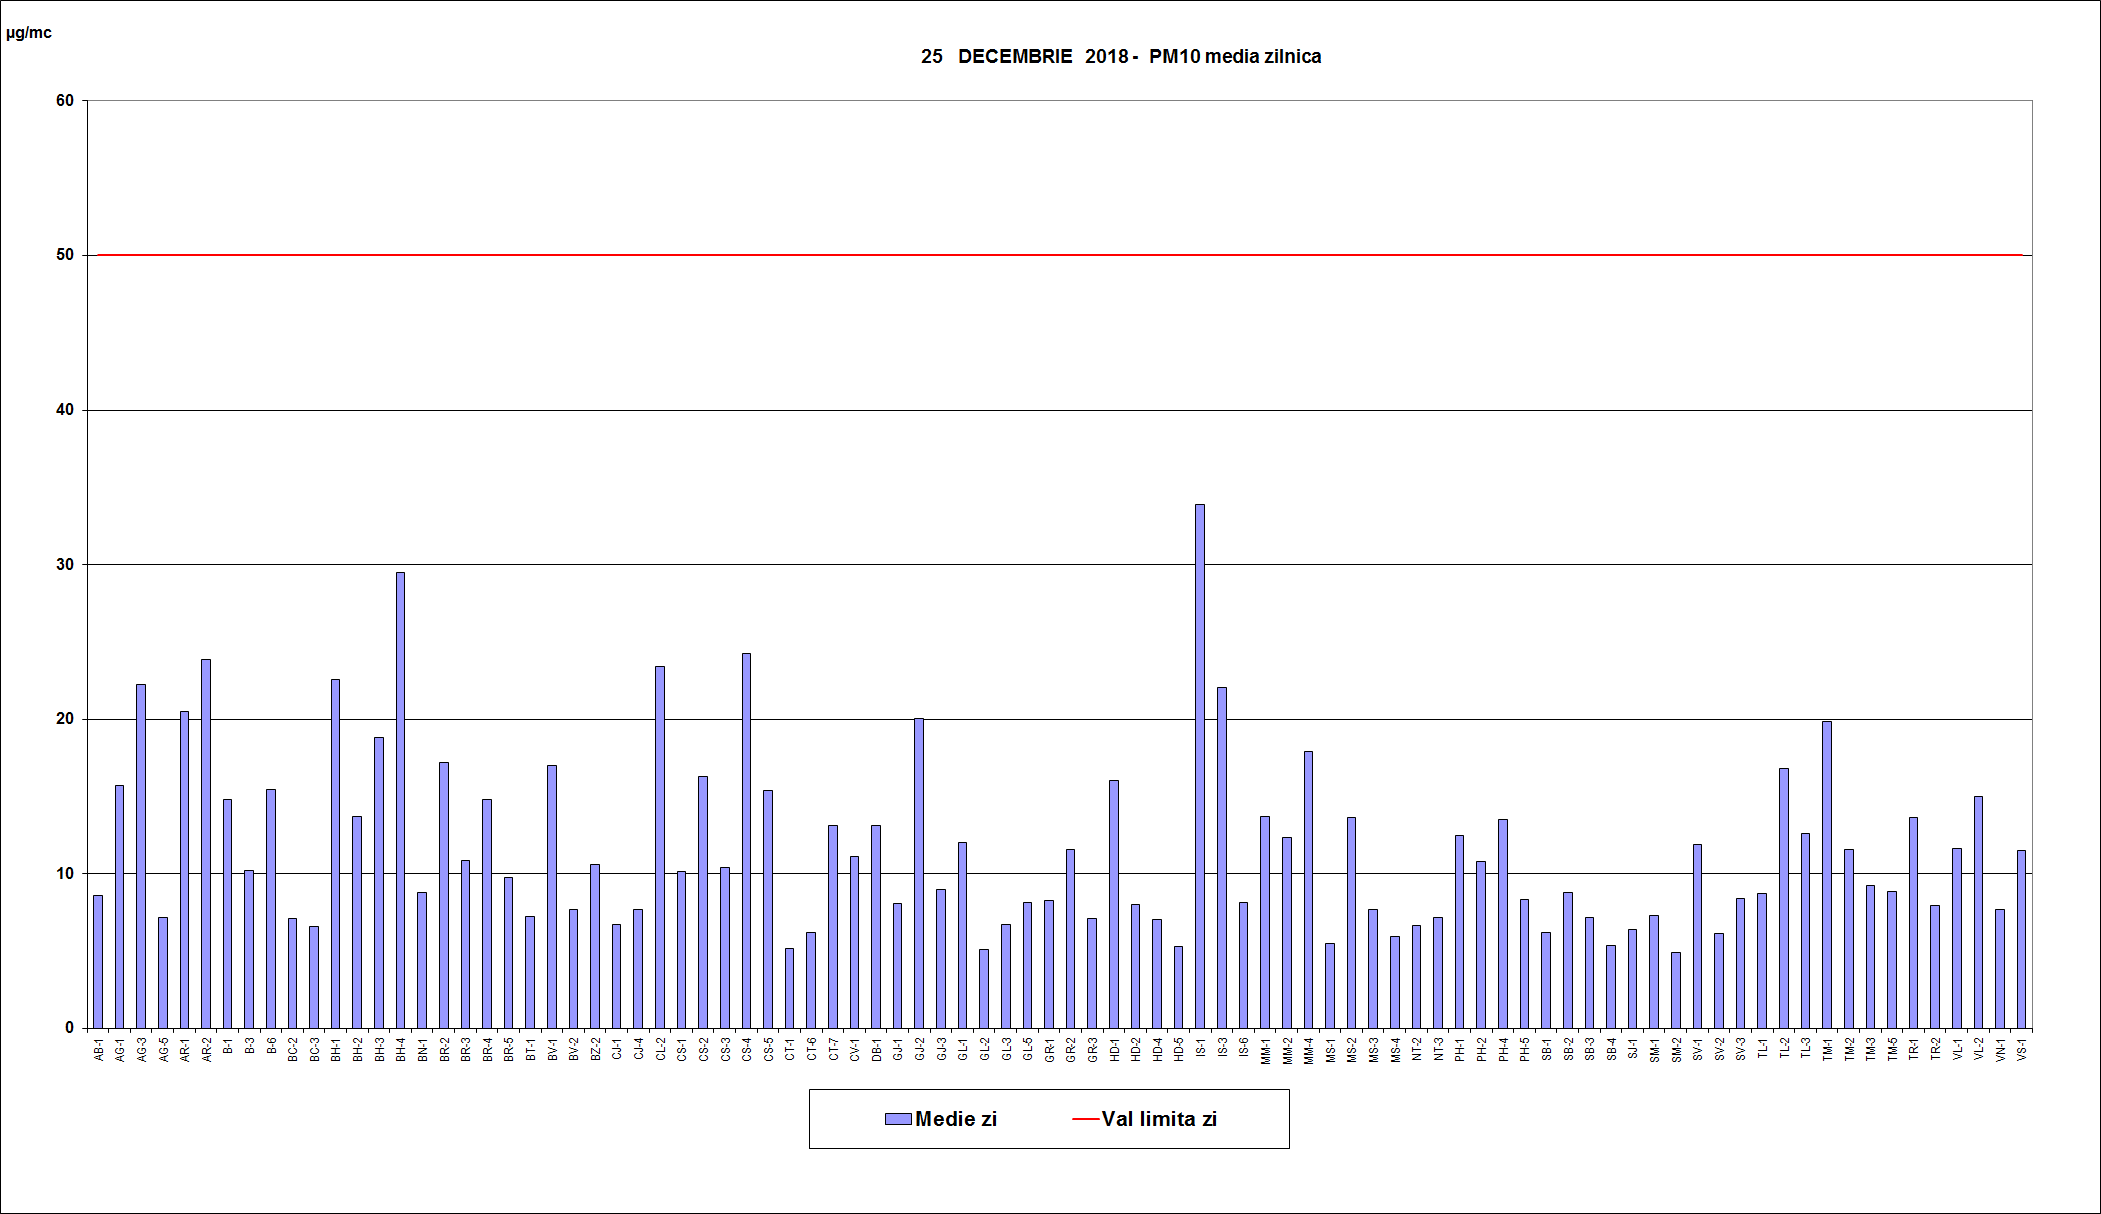 µg/mc
25 DECEMBRIE 2018 - PM10 media zilnica
60
50
40
30
20
10
0
AB-1 AG-1 AG-3 AG-5 AR-1 AR-2 B-1 B-3 B-6 BC-2 BC-3 BH-1 BH-2 BH-3 BH-4 BN-1 BR-2 BR-3 BR-4 BR-5 BT-1 BV-1 BV-2 BZ-2 CJ-1 CJ-4 CL-2 CS-1 CS-2 CS-3 CS-4 CS-5 CT-1 CT-6 CT-7 CV-1 DB-1 GJ-1 GJ-2 GJ-3 GL-1 GL-2 GL-3 GL-5 GR-1 GR-2 GR-3 HD-1 HD-2 HD-4 HD-5 IS-1 IS-3 IS-6 MM-1 MM-2 MM-4 MS-1 MS-2 MS-3 MS-4 NT-2 NT-3 PH-1 PH-2 PH-4 PH-5 SB-1 SB-2 SB-3 SB-4 SJ-1 SM-1 SM-2 SV-1 SV-2 SV-3 TL-1 TL-2 TL-3 TM-1 TM-2 TM-3 TM-5 TR-1 TR-2 VL-1 VL-2 VN-1 VS-1
Medie zi Val limita zi